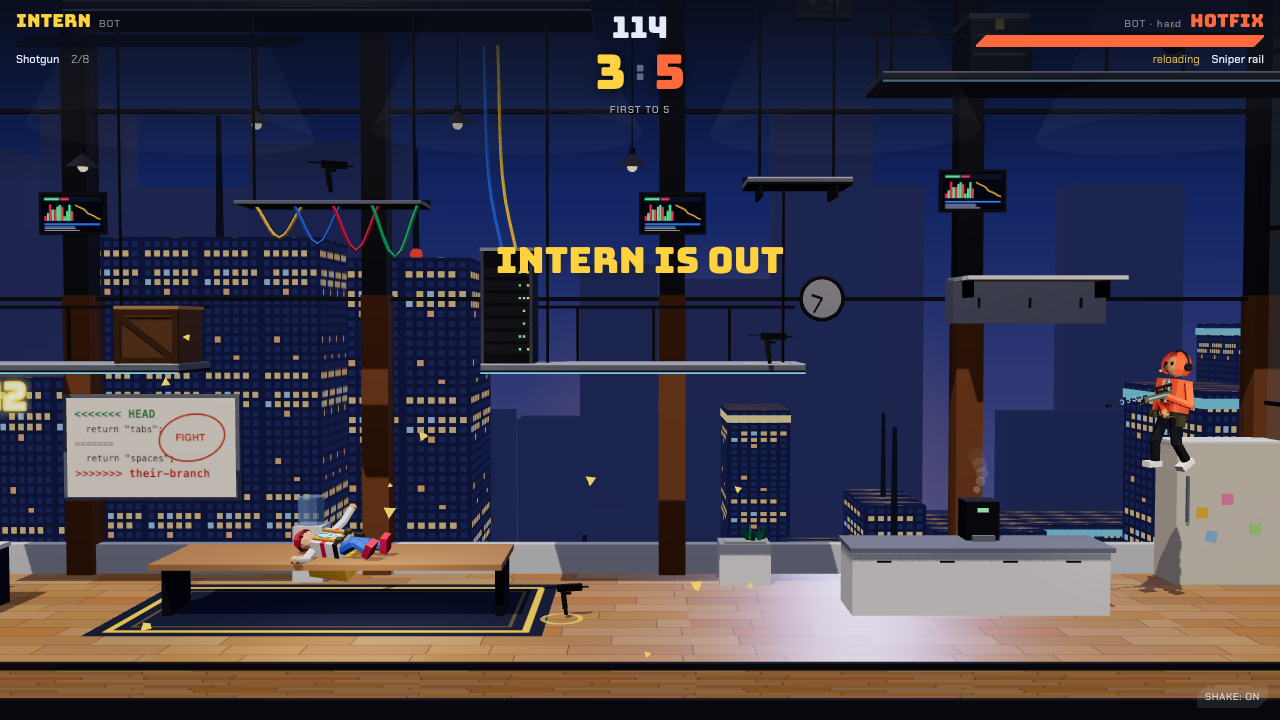 INTERN BOT
114
BOT · hard HOTFIX
Shotgun 2/8
3 : 5
reloading Sniper rail
FIRST TO 5
INTERN IS OUT
2
<<<<<<< HEAD
return "tabs";
FIGHT
=======
return "spaces";
>>>>>>> their-branch
SHAKE: ON